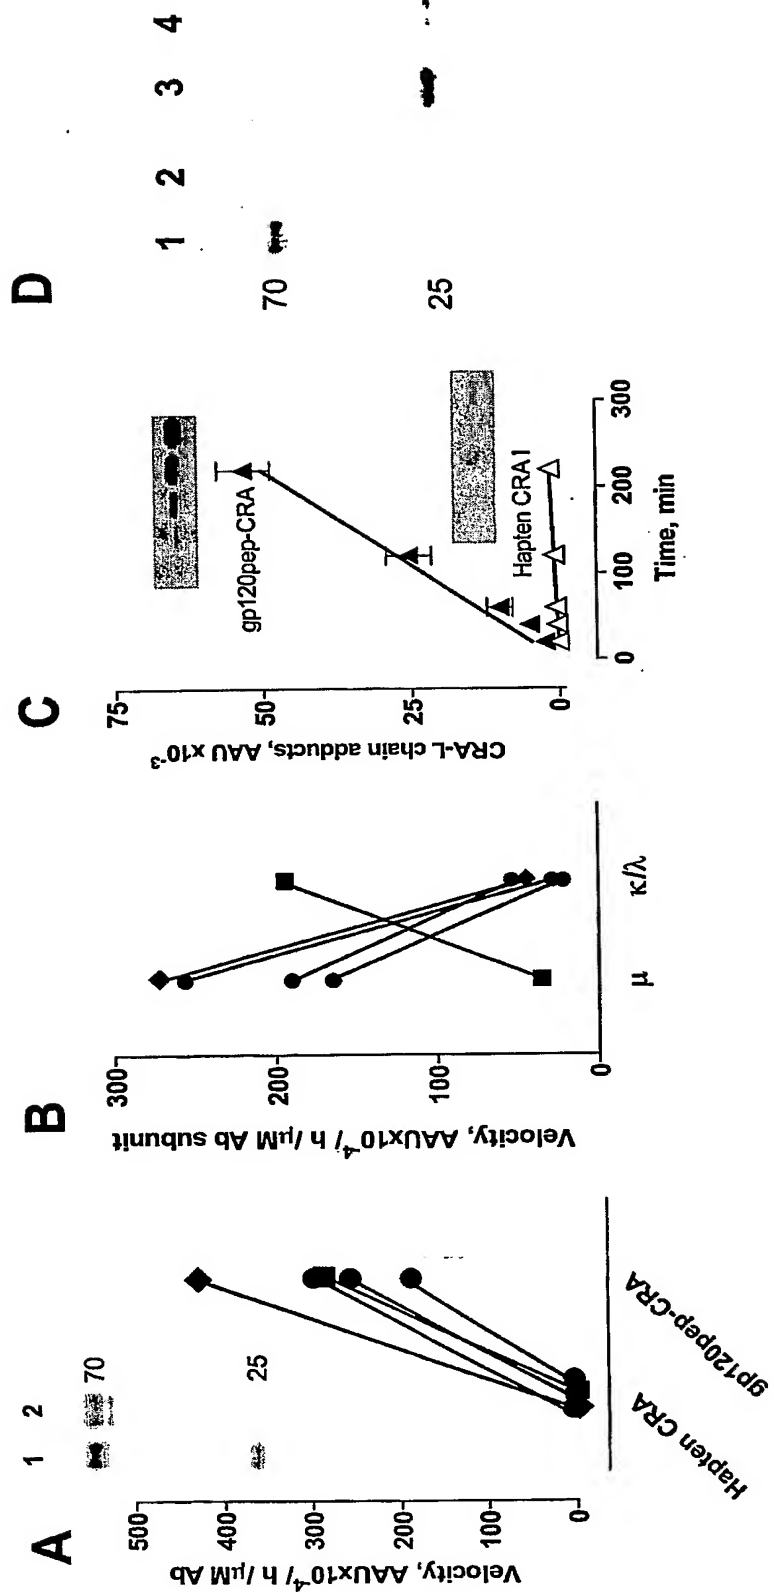 A
1 2
70
25
500
400
300
200
100
0
Velocity, AAUx10-4/ h / μM Ab
Hapten CRA
gp120pep-CRA
B
300
200
100
0
Velocity, AAUx10-4/ h / μM Ab subunit
μ
κ/λ
C
75
50
25
0
CRA-L chain adducts, AAU x10-3
gp120pep-CRA
Hapten CRA I
0 100 200 300
Time, min
D
1 2 3 4
70
25